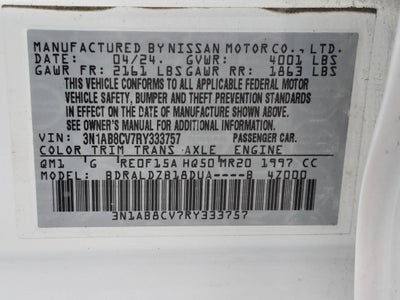 MANUFACTURED BY NISSAN MOTOR CO., LTD.
DATE: 04/24. GVWR: 4001 LBS
GAWR FR: 2161 LBS GAWR RR: 1863 LBS
THIS VEHICLE CONFORMS TO ALL APPLICABLE
FEDERAL MOTOR VEHICLE
SAFETY, BUMPER AND THEFT PREVENTION STANDARDS IN
EFFECT ON THE DATE OF MANUFACTURE SHOWN ABOVE.
SEE OWNER'S MANUAL FOR ADDITIONAL INFORMATION.
VIN: 3N1AB8CV7RY333757 PASSENGER CAR.
COLOR TRIM TRANS AXLE ENGINE
QM1 G RE0F15A HQ50 MR20 1997 CC
MODEL: BDRALDZB18DUA----B 4Z000
3N1AB8CV7RY333757